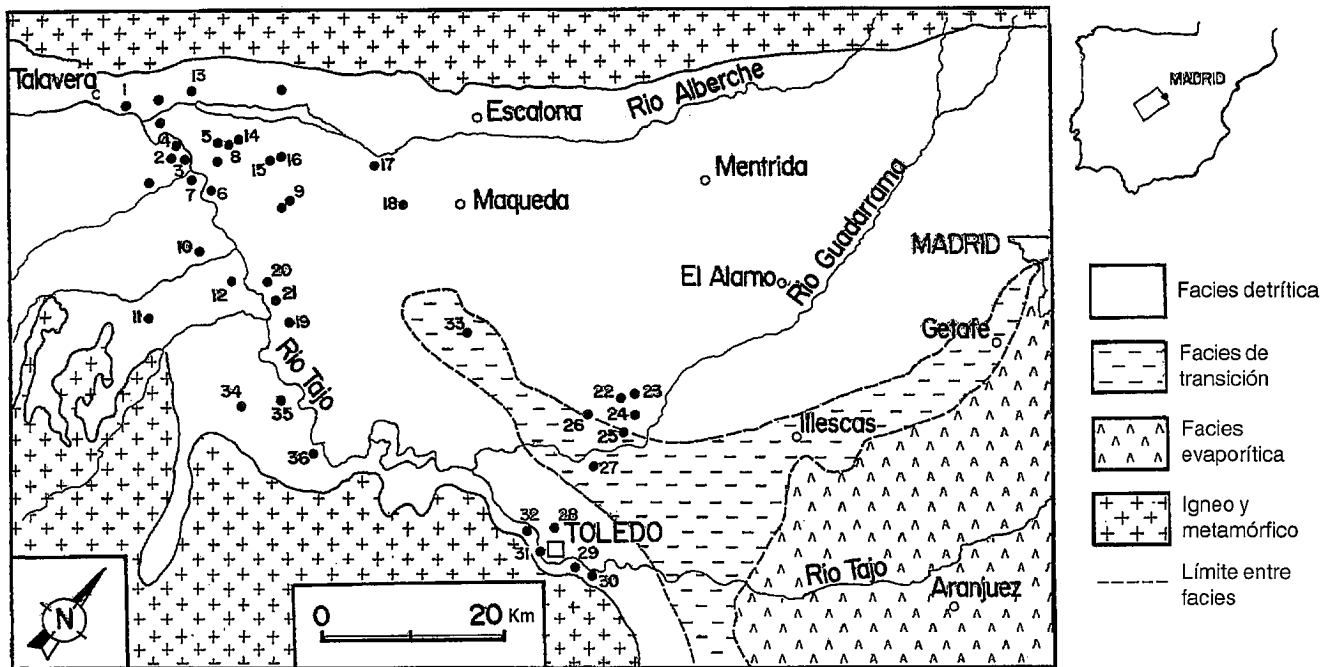 Talavera
1
13
Escalona
Río Alberche
MADRID
4
5
14
2
3
8
15
16
17
7
6
9
18
Maqueda
Mentrida
Río Guadarrama
MADRID
10
12
20
21
El Alamo
11
19
33
Getafe
Río Tajo
34
35
22
23
24
26
25
Illescas
36
27
32
28
TOLEDO
31
29
30
Río Tajo
Aranjuez
N
0
20 Km
Facies detrítica
Facies de
transición
Facies
evaporítica
Igneo y
metamórfico
Límite entre
facies